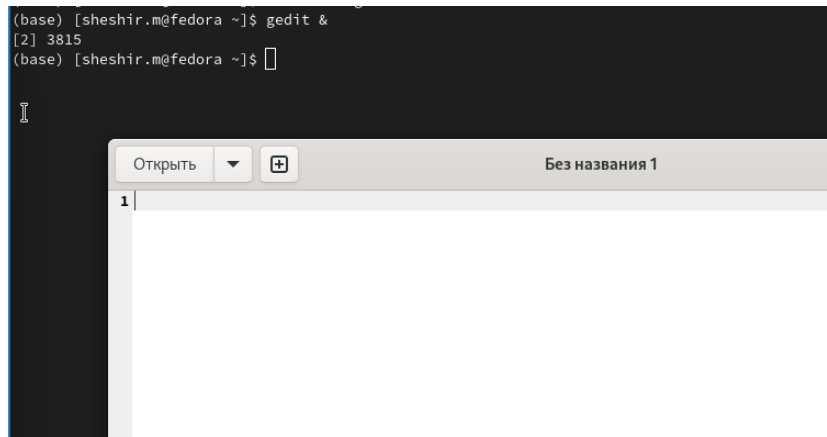 (base) [sheshir.m@fedora ~]$ gedit &
[2] 3815
(base) [sheshir.m@fedora ~]$
Открыть
Без названия 1
1